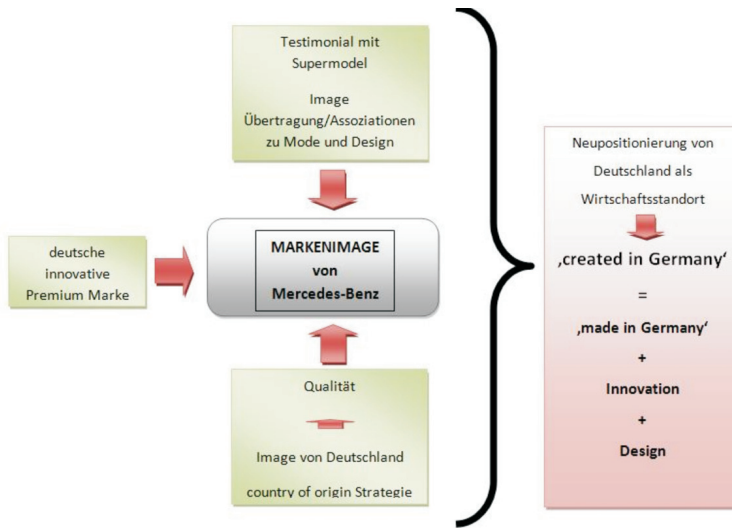 Testimonial mit
Supermodel
Image
Übertragung/Assoziationen
zu Mode und Design
deutsche
innovative
Premium Marke
MARKENIMAGE
von
Mercedes-Benz
Qualität
Image von Deutschland
country of origin Strategie
Neupositionierung von
Deutschland als
Wirtschaftsstandort
‚created in Germany‘
=
‚made in Germany‘
+
Innovation
+
Design